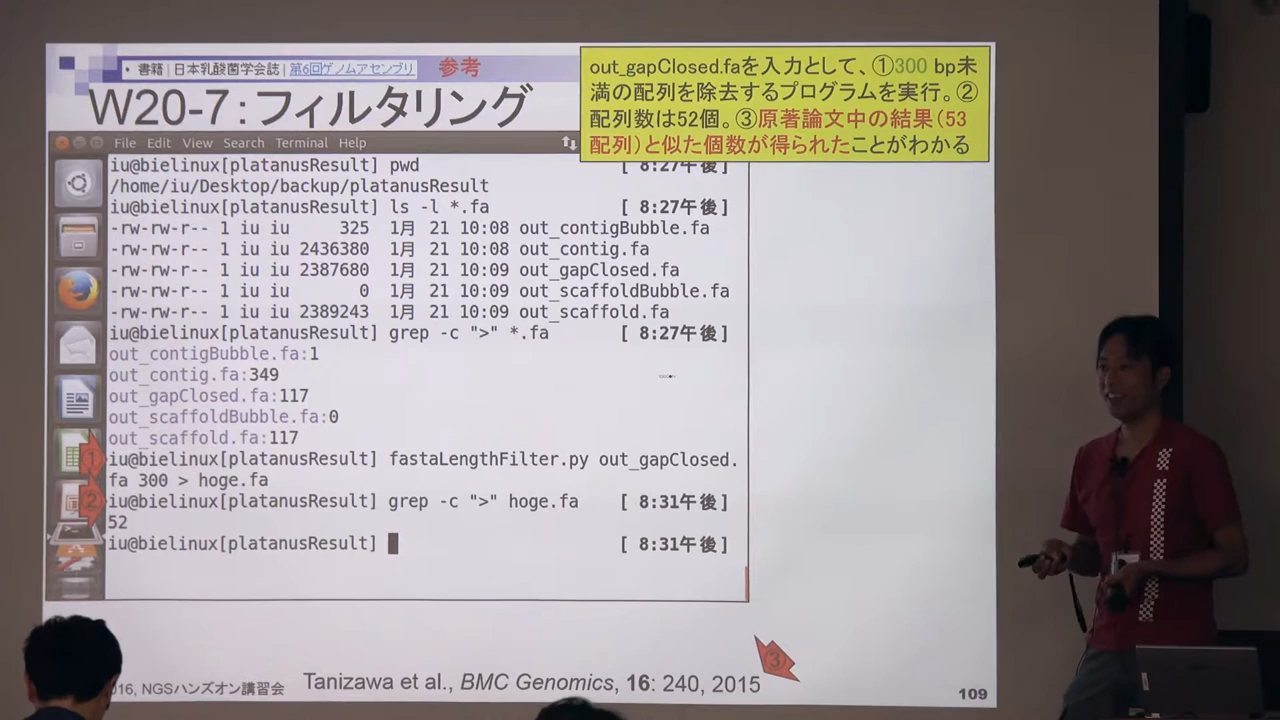 ・書籍 | 日本乳酸菌学会誌 | 第6回ゲノムアセンブリ 参考
W20-7：フィルタリング
out_gapClosed.faを入力として、①300 bp未
満の配列を除去するプログラムを実行。②
配列数は52個。③原著論文中の結果（53
配列）と似た個数が得られたことがわかる
File Edit View Search Terminal Help
iu@bielinux[platanusResult] pwd [ 8:27午後]
/home/iu/Desktop/backup/platanusResult
iu@bielinux[platanusResult] ls -l *.fa [ 8:27午後]
-rw-rw-r-- 1 iu iu 325 1月 21 10:08 out_contigBubble.fa
-rw-rw-r-- 1 iu iu 2436380 1月 21 10:08 out_contig.fa
-rw-rw-r-- 1 iu iu 2387680 1月 21 10:09 out_gapClosed.fa
-rw-rw-r-- 1 iu iu 0 1月 21 10:09 out_scaffoldBubble.fa
-rw-rw-r-- 1 iu iu 2389243 1月 21 10:09 out_scaffold.fa
iu@bielinux[platanusResult] grep -c ">" *.fa [ 8:27午後]
out_contigBubble.fa:1
out_contig.fa:349
out_gapClosed.fa:117
out_scaffoldBubble.fa:0
out_scaffold.fa:117
① iu@bielinux[platanusResult] fastaLengthFilter.py out_gapClosed.
fa 300 > hoge.fa
② iu@bielinux[platanusResult] grep -c ">" hoge.fa [ 8:31午後]
52
iu@bielinux[platanusResult] [ 8:31午後]
③
16, NGSハンズオン講習会 Tanizawa et al., BMC Genomics, 16: 240, 2015 109